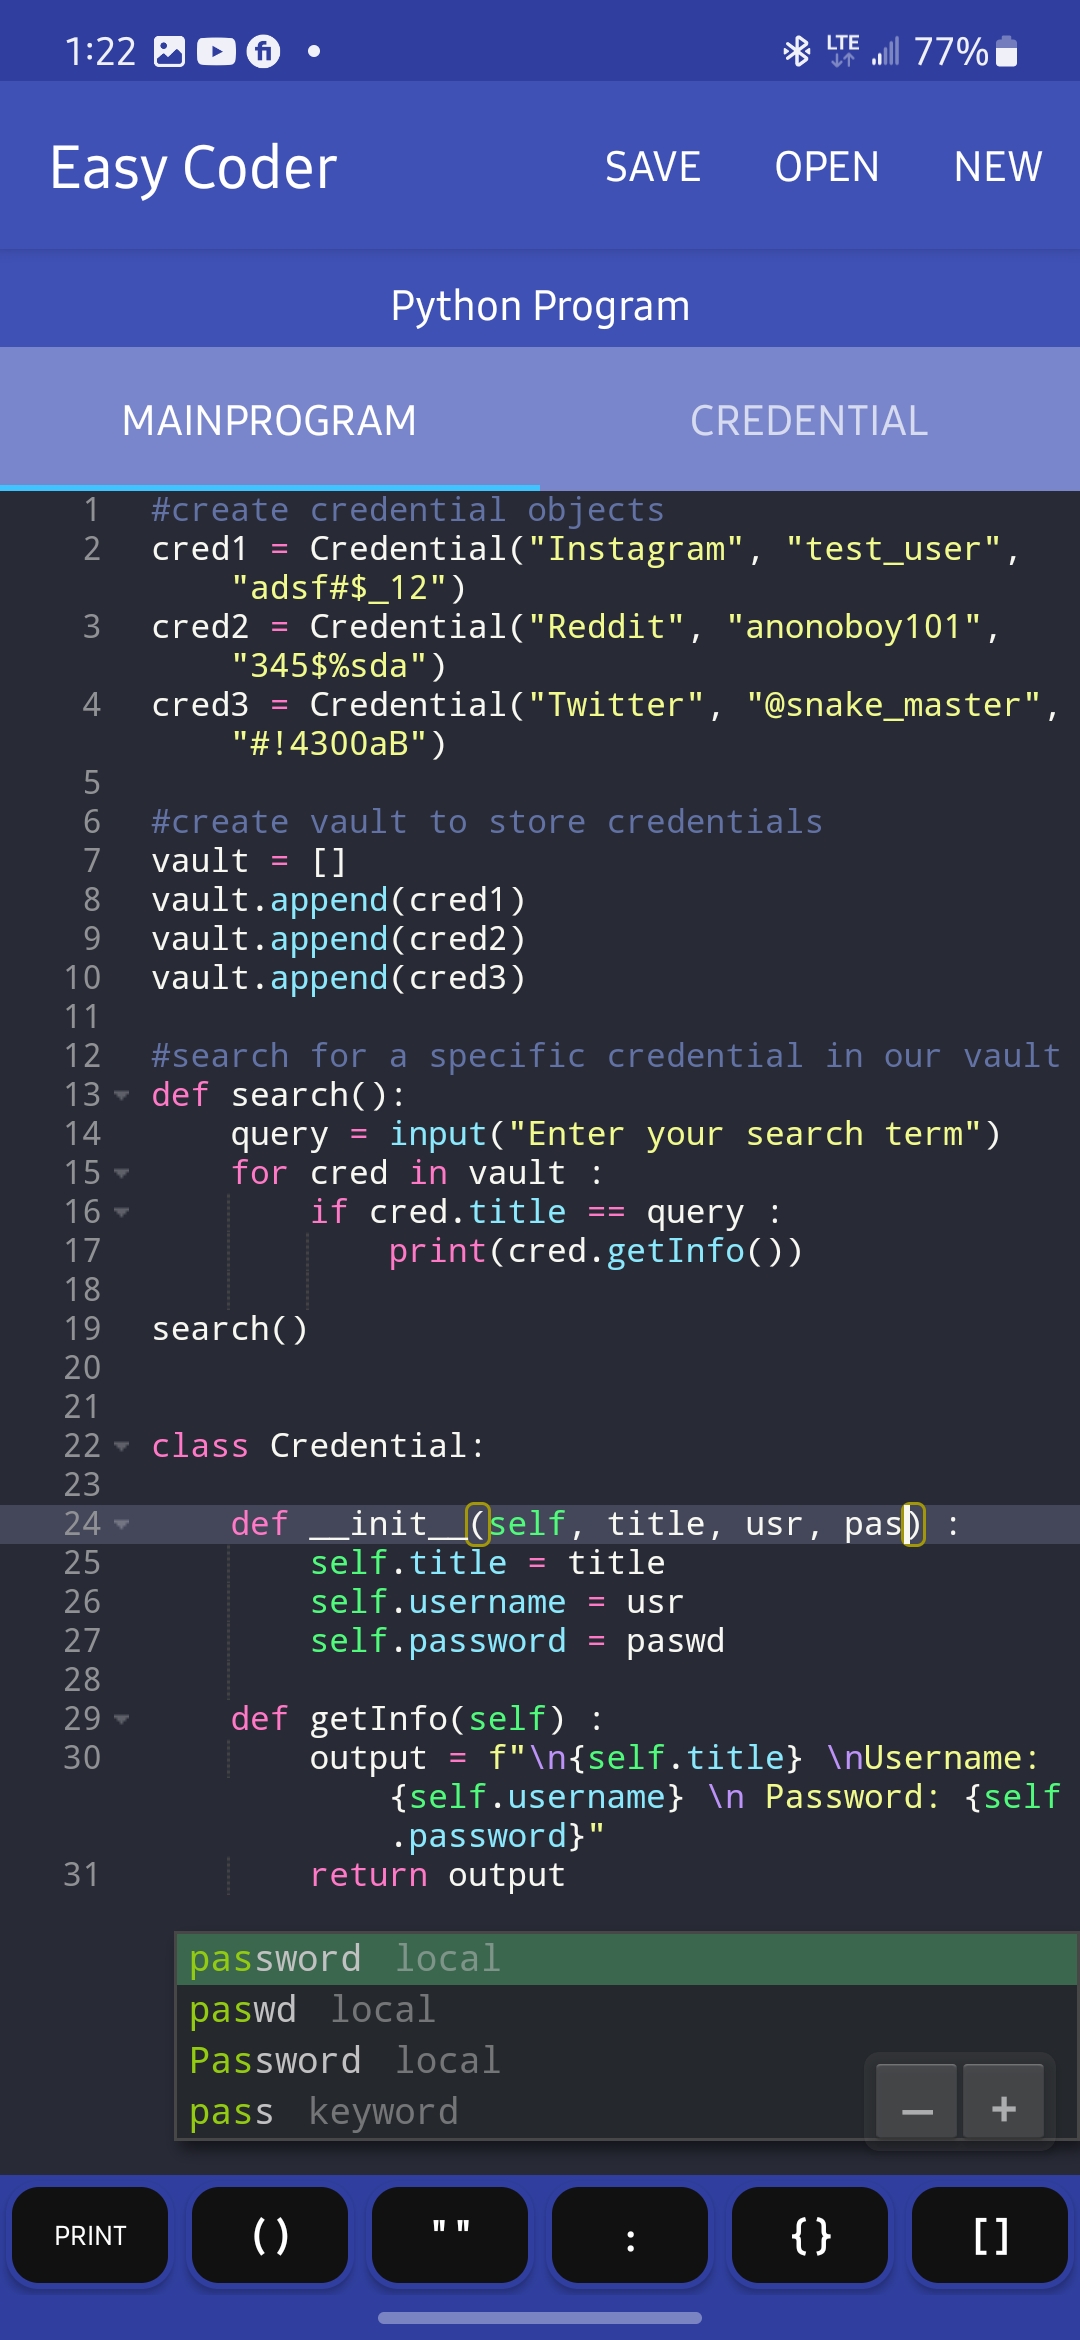 1:22 LTE 77%
Easy Coder SAVE OPEN NEW
Python Program
MAINPROGRAM CREDENTIAL
1 #create credential objects
2 cred1 = Credential("Instagram", "test_user",
"adsf#$_12")
3 cred2 = Credential("Reddit", "anonoboy101",
"345$%sda")
4 cred3 = Credential("Twitter", "@snake_master",
"#!4300aB")
5
6 #create vault to store credentials
7 vault = []
8 vault.append(cred1)
9 vault.append(cred2)
10 vault.append(cred3)
11
12 #search for a specific credential in our vault
13 def search():
14 query = input("Enter your search term")
15 for cred in vault :
16 if cred.title == query :
17 print(cred.getInfo())
18
19 search()
20
21
22 class Credential:
23
24 def __init__(self, title, usr, pas) :
25 self.title = title
26 self.username = usr
27 self.password = paswd
28
29 def getInfo(self) :
30 output = f"\n{self.title} \nUsername:
{self.username} \n Password: {self
.password}"
31 return output
password local
paswd local
Password local
pass keyword
– +
PRINT () "" : {} []